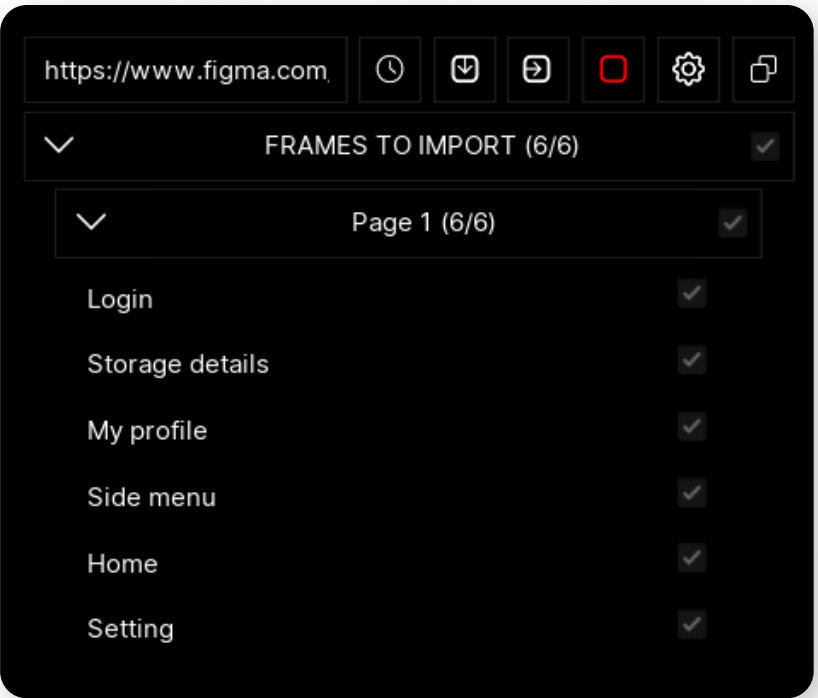 https://www.figma.com
FRAMES TO IMPORT (6/6)
Page 1 (6/6)
Login
Storage details
My profile
Side menu
Home
Setting